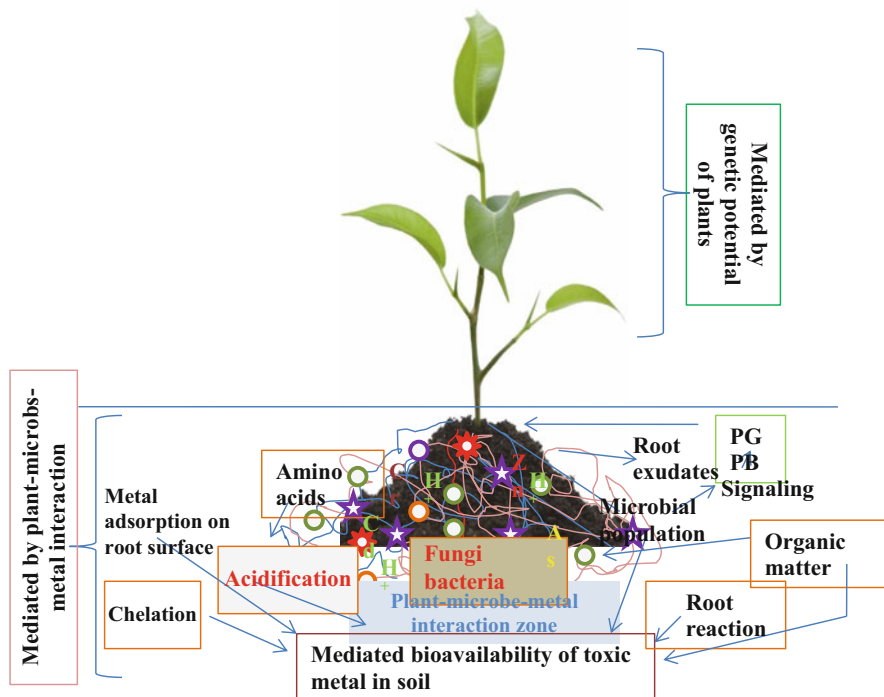 Mediated by
genetic potential
of plants
Mediated by plant-microbs-
metal interaction
PG
PB
Signaling
Root
exudates
Microbial
population
Amino
acids
Metal
adsorption on
root surface
C
Z
n
H
+
H
C
d
A
s
H
+
Fungi
bacteria
Acidification
Organic
matter
Chelation
Plant-microbe-metal
interaction zone
Root
reaction
Mediated bioavailability of toxic
metal in soil